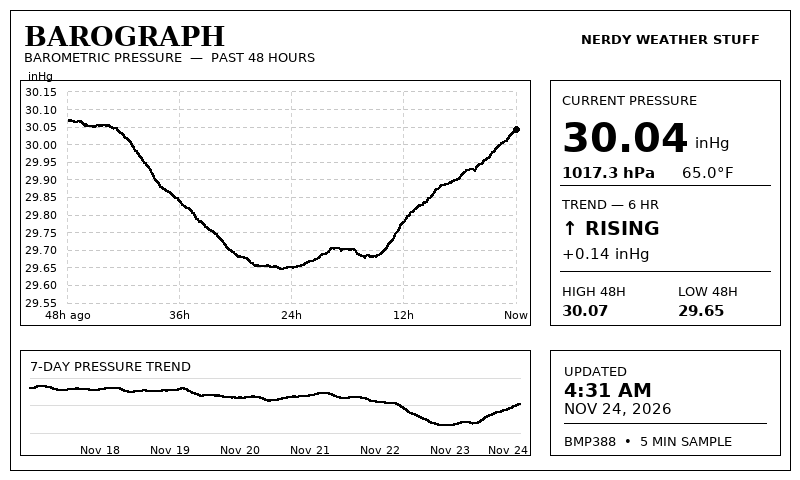 BAROGRAPH
BAROMETRIC PRESSURE — PAST 48 HOURS
NERDY WEATHER STUFF
inHg
30.15
30.10
30.05
30.00
29.95
29.90
29.85
29.80
29.75
29.70
29.65
29.60
29.55
48h ago 36h 24h 12h Now
CURRENT PRESSURE
30.04 inHg
1017.3 hPa 65.0°F
TREND — 6 HR
↑ RISING
+0.14 inHg
HIGH 48H LOW 48H
30.07 29.65
7-DAY PRESSURE TREND
Nov 18 Nov 19 Nov 20 Nov 21 Nov 22 Nov 23 Nov 24
UPDATED
4:31 AM
NOV 24, 2026
BMP388 • 5 MIN SAMPLE